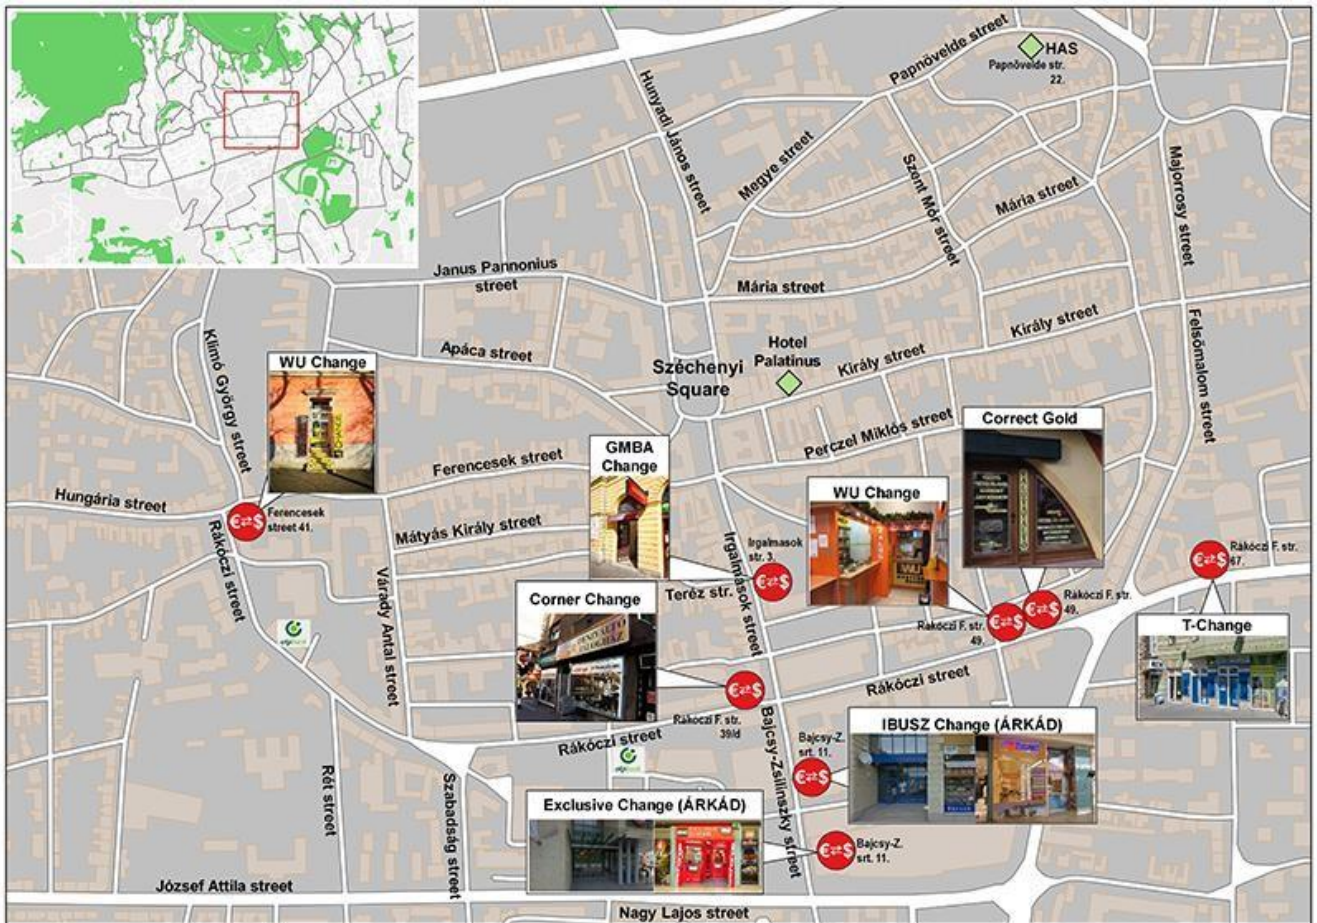 Papnövelde street
HAS
Papnövelde str.
22.
Hunyadi János street
Megye street
Szent Mór street
Mária street
Majorrosy street
Janus Pannonius
street
Mária street
Király street
Apáca street
Hotel
Palatinus
Széchenyi
Square
Király street
Felsőmalom street
Klimó György street
WU Change
Perczel Miklós street
Correct Gold
GMBA
Change
Ferencesek street
WU Change
Hungária street
€⇄$
Ferencesek
street 41.
Mátyás Király street
Irgalmasok
str. 3.
€⇄$
Irgalmasok street
Teréz str.
Rákóczi F. str.
67.
€⇄$
Rákóczi street
Várady Antal street
Corner Change
WU
Rákóczi F. str.
49.
€⇄$
€⇄$
Rákóczi F. str.
49.
T-Change
otpbank
Rákóczi street
€⇄$
Rákóczi F. str.
39/d
Bajcsy-Zsilinszky street
IBUSZ Change (ÁRKÁD)
Bajcsy-Z.
srt. 11.
€⇄$
Rákóczi street
otpbank
Rét street
Szabadság street
Exclusive Change (ÁRKÁD)
€⇄$
Bajcsy-Z.
srt. 11.
József Attila street
Nagy Lajos street